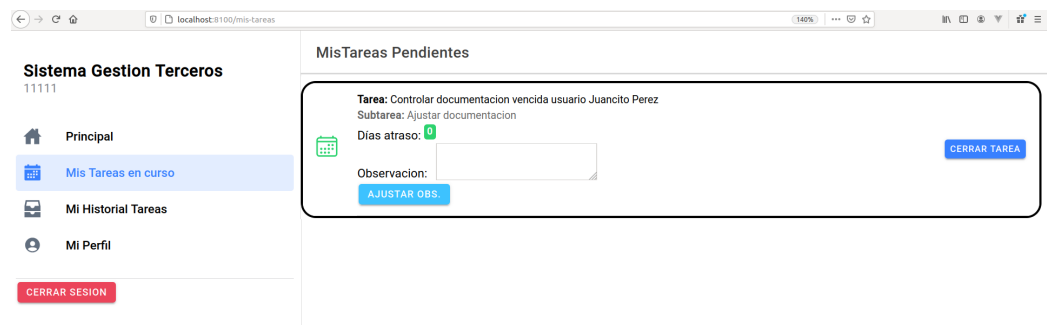 localhost:8100/mis-tareas
140%
Sistema Gestion Terceros
11111
Principal
Mis Tareas en curso
Mi Historial Tareas
Mi Perfil
CERRAR SESION
MisTareas Pendientes
Tarea: Controlar documentacion vencida usuario Juancito Perez
Subtarea: Ajustar documentacion
Días atraso: 0
Observacion:
AJUSTAR OBS.
CERRAR TAREA